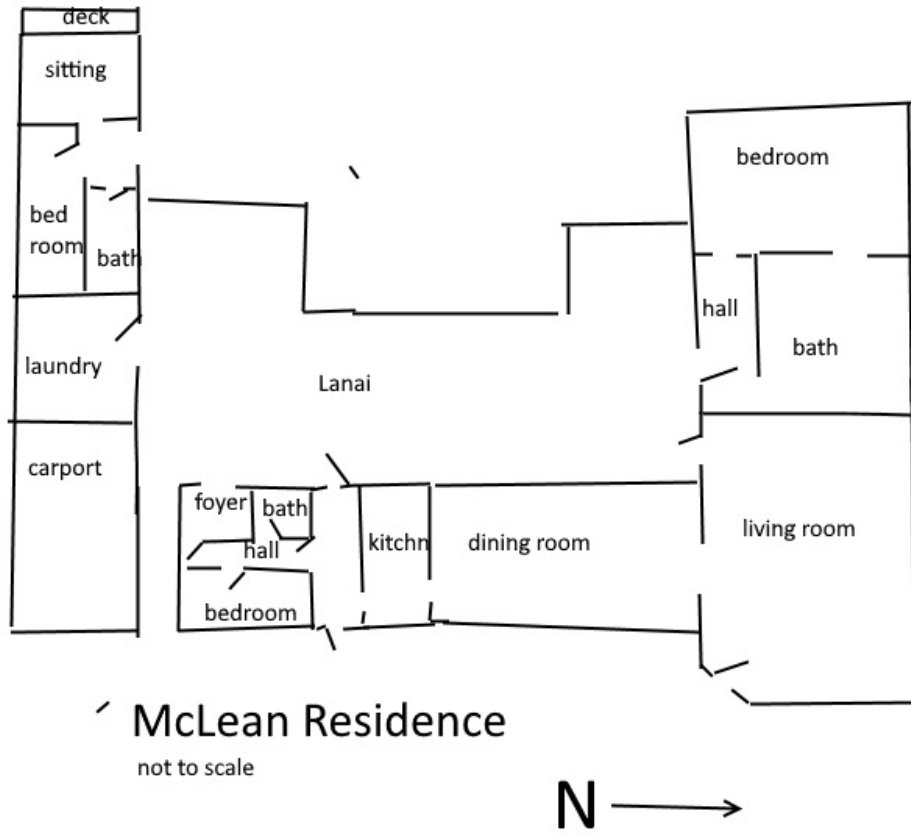 deck
sitting
bedroom
bed
room
bath
hall
bath
laundry
Lanai
carport
foyer
bath
hall
kitchn
dining room
living room
bedroom
McLean Residence
not to scale
N